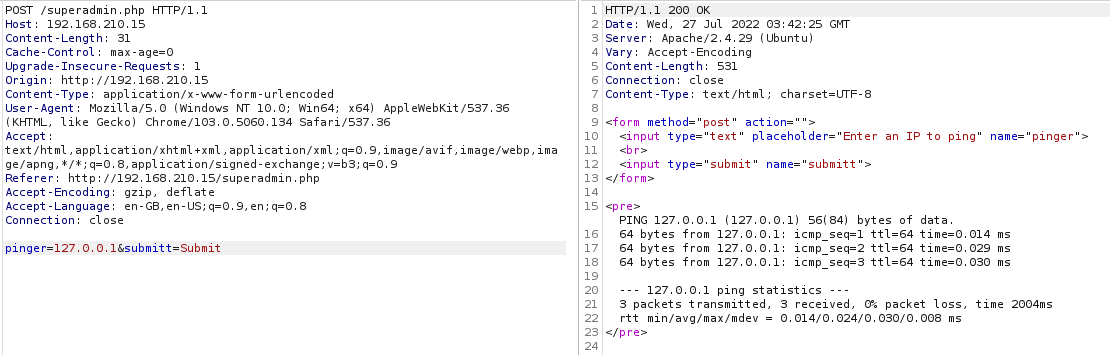 POST /superadmin.php HTTP/1.1
Host: 192.168.210.15
Content-Length: 31
Cache-Control: max-age=0
Upgrade-Insecure-Requests: 1
Origin: http://192.168.210.15
Content-Type: application/x-www-form-urlencoded
User-Agent: Mozilla/5.0 (Windows NT 10.0; Win64; x64) AppleWebKit/537.36
(KHTML, like Gecko) Chrome/103.0.5060.134 Safari/537.36
Accept:
text/html,application/xhtml+xml,application/xml;q=0.9,image/avif,image/webp,ima
ge/apng,*/*;q=0.8,application/signed-exchange;v=b3;q=0.9
Referer: http://192.168.210.15/superadmin.php
Accept-Encoding: gzip, deflate
Accept-Language: en-GB,en-US;q=0.9,en;q=0.8
Connection: close

pinger=127.0.0.1&submitt=Submit
1 HTTP/1.1 200 OK
2 Date: Wed, 27 Jul 2022 03:42:25 GMT
3 Server: Apache/2.4.29 (Ubuntu)
4 Vary: Accept-Encoding
5 Content-Length: 531
6 Connection: close
7 Content-Type: text/html; charset=UTF-8
8
9 <form method="post" action="">
10   <input type="text" placeholder="Enter an IP to ping" name="pinger">
11   <br>
12   <input type="submit" name="submitt">
13 </form>
14
15 <pre>
  PING 127.0.0.1 (127.0.0.1) 56(84) bytes of data.
16   64 bytes from 127.0.0.1: icmp_seq=1 ttl=64 time=0.014 ms
17   64 bytes from 127.0.0.1: icmp_seq=2 ttl=64 time=0.029 ms
18   64 bytes from 127.0.0.1: icmp_seq=3 ttl=64 time=0.030 ms
19
20   --- 127.0.0.1 ping statistics ---
21   3 packets transmitted, 3 received, 0% packet loss, time 2004ms
22   rtt min/avg/max/mdev = 0.014/0.024/0.030/0.008 ms
23 </pre>
24